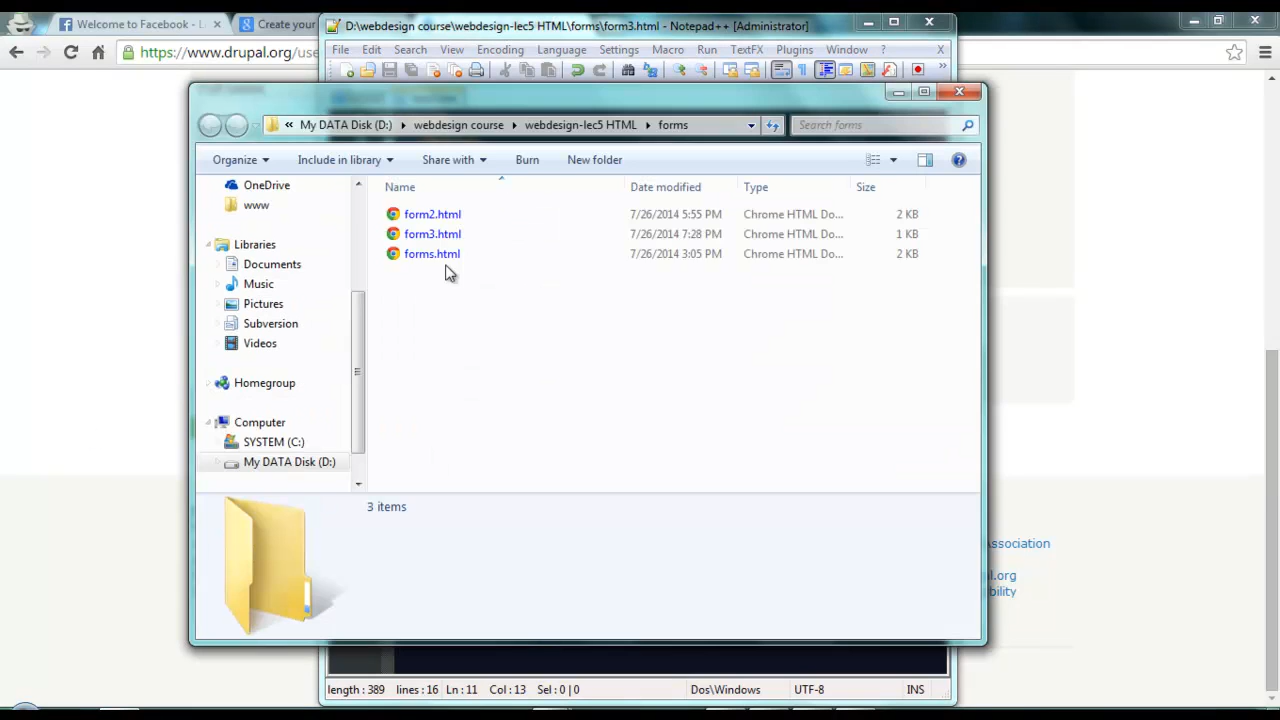 Welcome to Facebook - L
Create your
D:\webdesign course\webdesign-lec5 HTML\forms\form3.html - Notepad++ [Administrator]
https://www.drupal.org/use
File Edit Search View Encoding Language Settings Macro Run TextFX Plugins Window ? X
« My DATA Disk (D:) webdesign course webdesign-lec5 HTML forms
Search forms
Organize Include in library Share with Burn New folder
OneDrive
www
Libraries
Documents
Music
Pictures
Subversion
Videos
Homegroup
Computer
SYSTEM (C:)
My DATA Disk (D:)
Name Date modified Type Size
form2.html 7/26/2014 5:55 PM Chrome HTML Do... 2 KB
form3.html 7/26/2014 7:28 PM Chrome HTML Do... 1 KB
forms.html 7/26/2014 3:05 PM Chrome HTML Do... 2 KB
3 items
ssociation
l.org
bility
length : 389 lines : 16 Ln : 11 Col : 13 Sel : 0 | 0 Dos\Windows UTF-8 INS